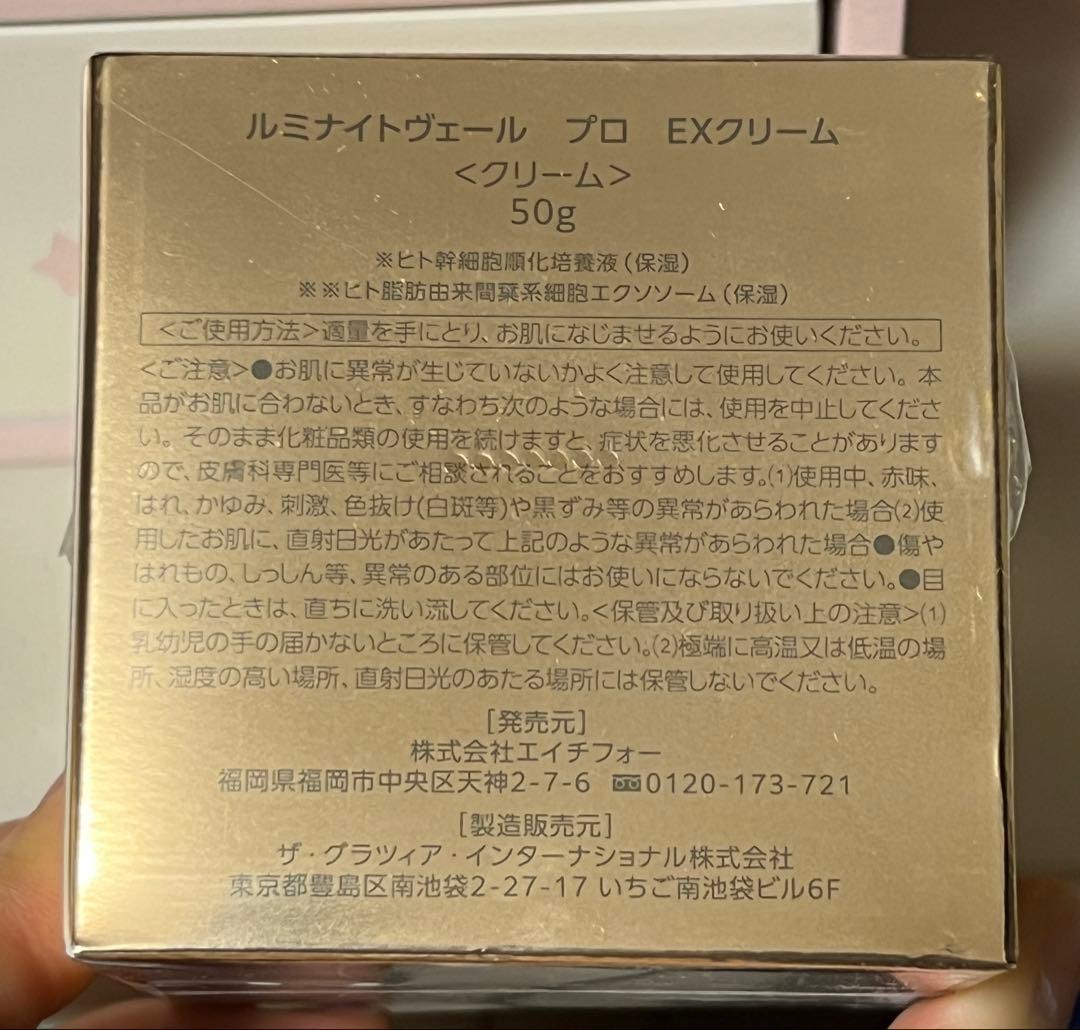 ルミナイトヴェール　プロ　EXクリーム
<クリーム>
50g
※ヒト幹細胞順化培養液(保湿)
※※ヒト脂肪由来間葉系細胞エクソソーム(保湿)
<ご使用方法>適量を手にとり、お肌になじませるようにお使いください。
<ご注意>●お肌に異常が生じていないかよく注意して使用してください。本
品がお肌に合わないとき、すなわち次のような場合には、使用を中止してくださ
い。そのまま化粧品類の使用を続けますと、症状を悪化させることがあります
ので、皮膚科専門医等にご相談されることをおすすめします。(1)使用中、赤味、
はれ、かゆみ、刺激、色抜け(白斑等)や黒ずみ等の異常があらわれた場合(2)使
用したお肌に、直射日光があたって上記のような異常があらわれた場合●傷や
はれもの、しっしん等、異常のある部位にはお使いにならないでください。●目
に入ったときは、直ちに洗い流してください。<保管及び取り扱い上の注意>(1)
乳幼児の手の届かないところに保管してください。(2)極端に高温又は低温の場
所、湿度の高い場所、直射日光のあたる場所には保管しないでください。
[発売元]
株式会社エイチフォー
福岡県福岡市中央区天神2-7-6 0120-173-721
[製造販売元]
ザ・グラツィア・インターナショナル株式会社
東京都豊島区南池袋2-27-17 いちご南池袋ビル6F